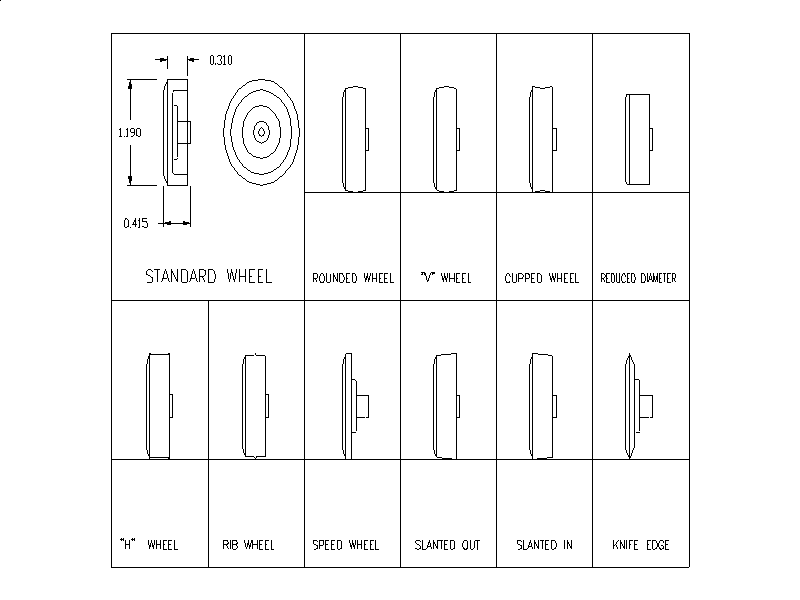 0.310
1.190
0.415
STANDARD WHEEL
ROUNDED WHEEL
"V" WHEEL
CUPPED WHEEL
REDUCED DIAMETER
"H" WHEEL
RIB WHEEL
SPEED WHEEL
SLANTED OUT
SLANTED IN
KNIFE EDGE